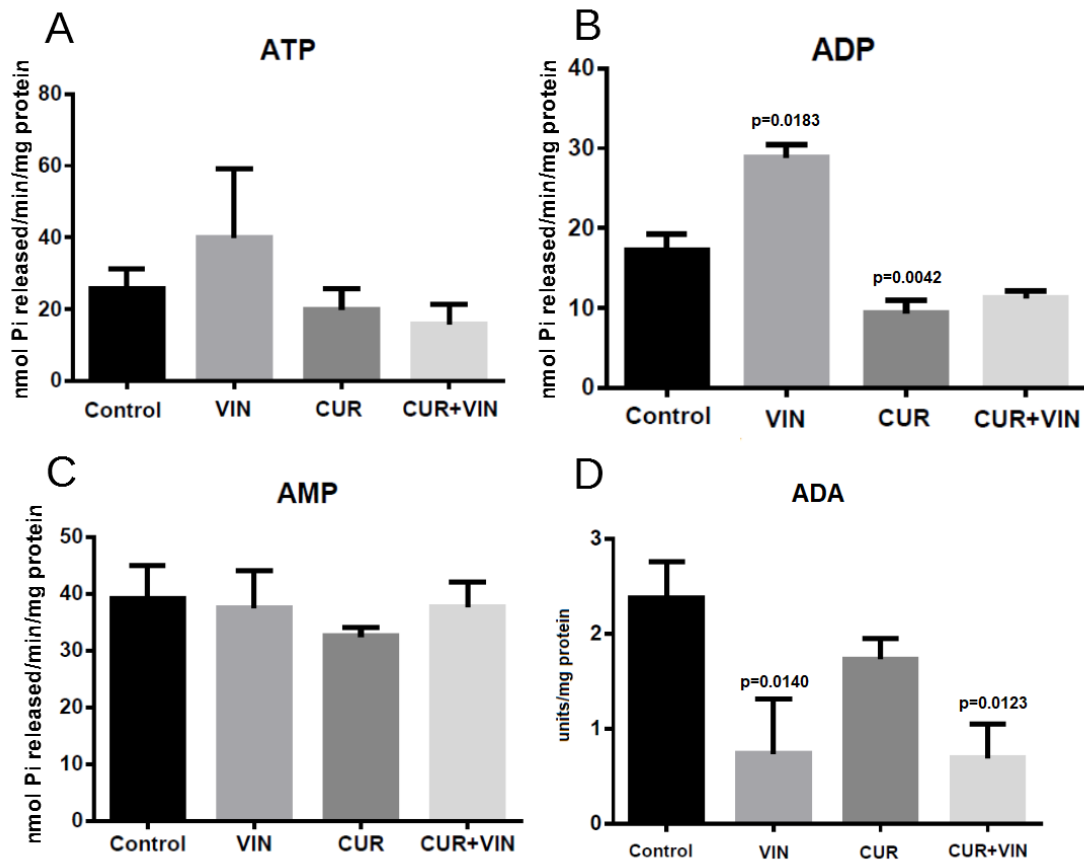 A
ATP
nmol Pi released/min/mg protein
80
60
40
20
0
Control VIN CUR CUR+VIN
B
ADP
nmol Pi released/min/mg protein
40
30
20
10
0
p=0.0183
p=0.0042
Control VIN CUR CUR+VIN
C
AMP
nmol Pi released/min/mg protein
50
40
30
20
10
0
Control VIN CUR CUR+VIN
D
ADA
units/mg protein
3
2
1
0
p=0.0140
p=0.0123
Control VIN CUR CUR+VIN